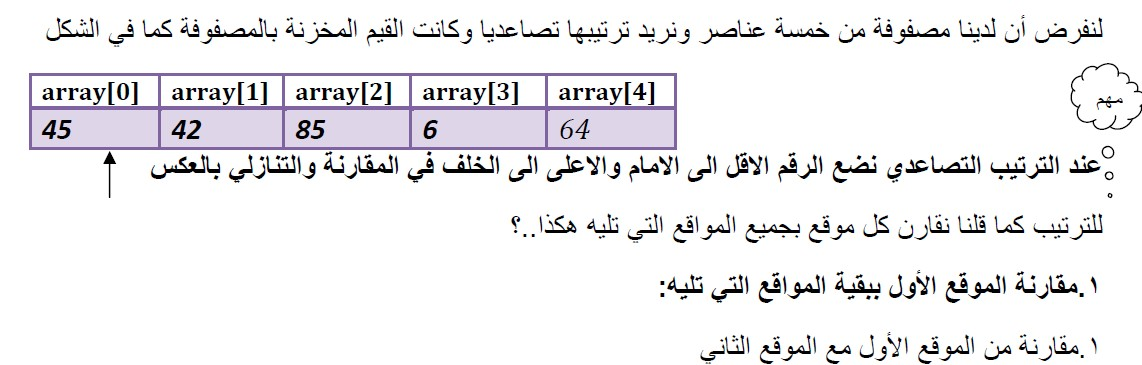 لنفرض أن لدينا مصفوفة من خمسة عناصر ونريد ترتيبها تصاعديا وكانت القيم المخزنة بالمصفوفة كما في الشكل
array[0] array[1] array[2] array[3] array[4]
45 42 85 6 64
مهم
عند الترتيب التصاعدي نضع الرقم الاقل الى الامام والاعلى الى الخلف في المقارنة والتنازلي بالعكس
للترتيب كما قلنا نقارن كل موقع بجميع المواقع التي تليه هكذا..؟
١.مقارنة الموقع الأول ببقية المواقع التي تليه:
١.مقارنة من الموقع الأول مع الموقع الثاني